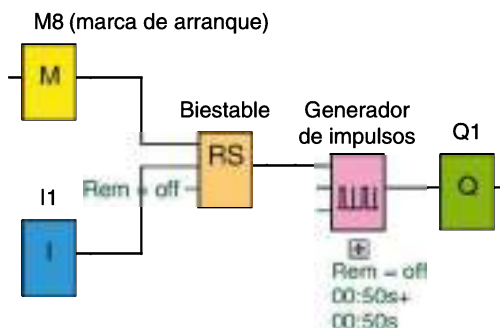 M8 (marca de arranque)
M
Biestable
RS
Rem = off
Generador
de impulsos
Q1
Q
I1
I
Rem = off
00:50s+
00:50s